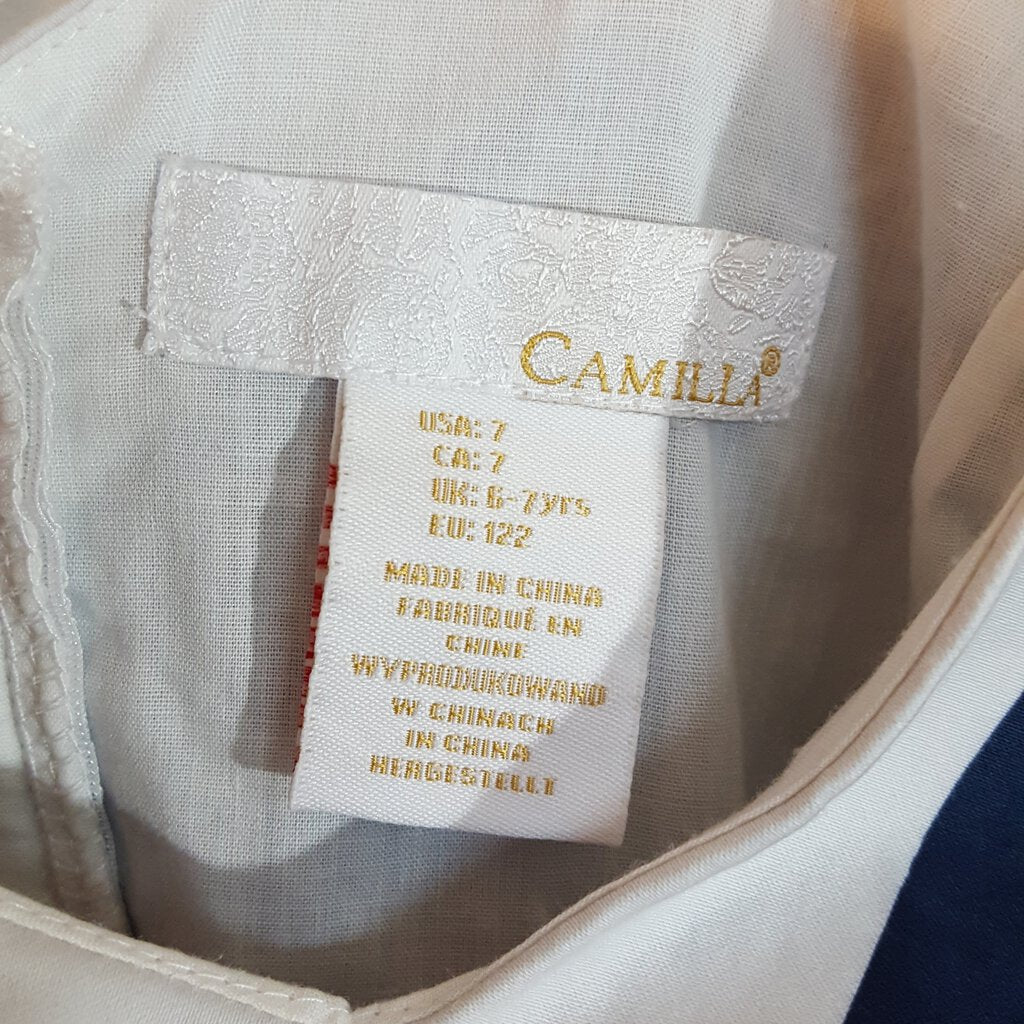 CAMILLA®
USA: 7
CA: 7
UK: 6-7yrs
EU: 122
MADE IN CHINA
FABRIQUÉ EN
CHINE
WYPRODUKOWANO
W CHINACH
IN CHINA
HERGESTELLT